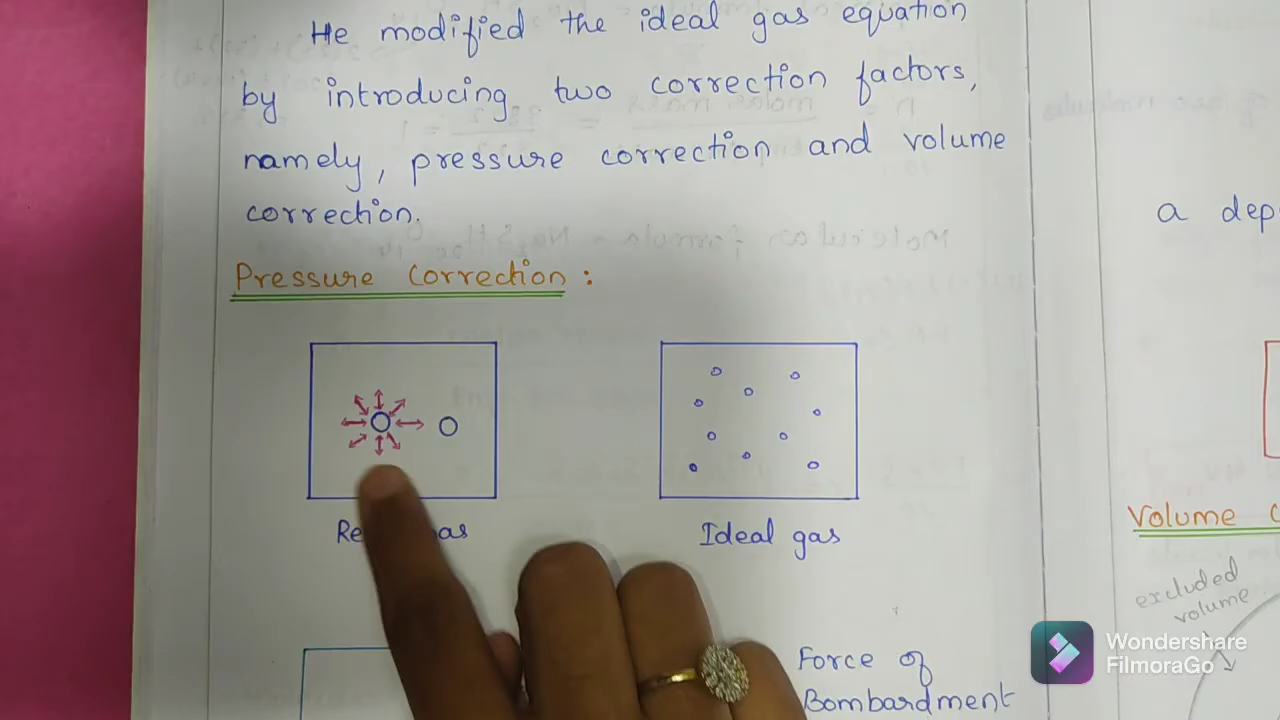 He modified the ideal gas equation
by introducing two correction factors,
namely, pressure correction and volume
correction.
a
Pressure Correction :
Ideal gas
Volume
excluded
volume
Force of
Bombardment
Wondershare
FilmoraGo